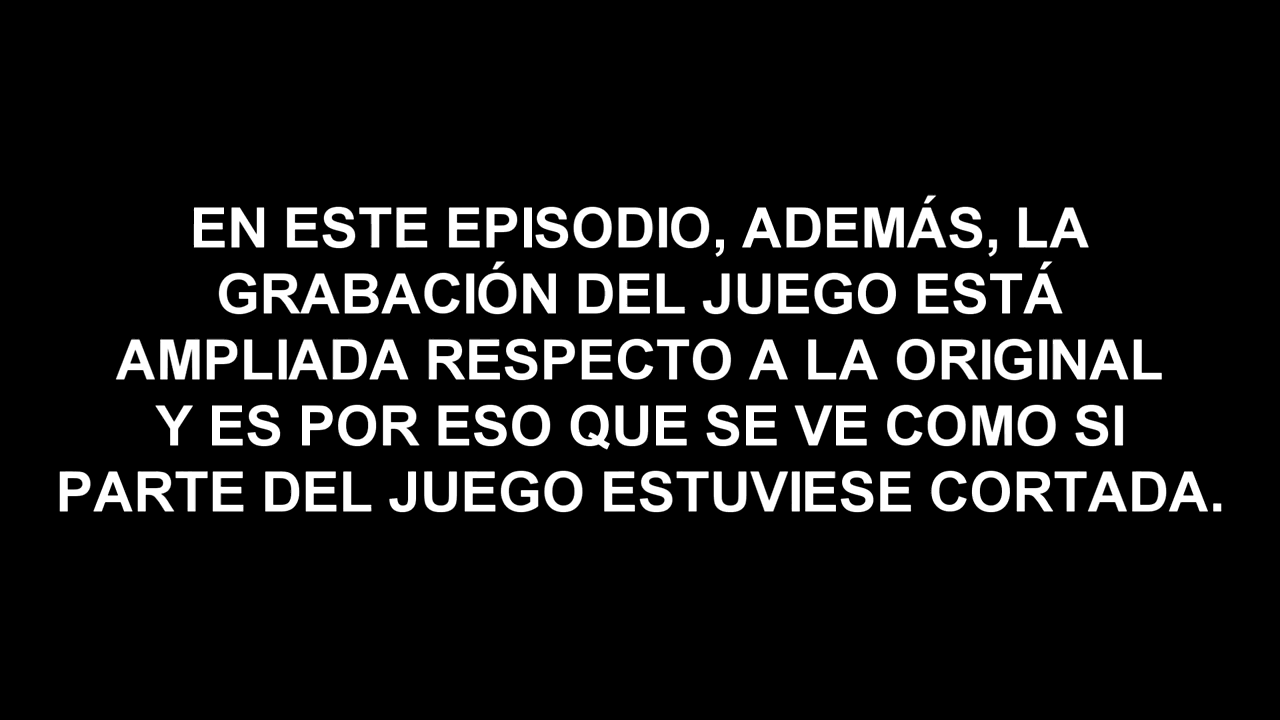 EN ESTE EPISODIO, ADEMÁS, LA
GRABACIÓN DEL JUEGO ESTÁ
AMPLIADA RESPECTO A LA ORIGINAL
Y ES POR ESO QUE SE VE COMO SI
PARTE DEL JUEGO ESTUVIESE CORTADA.